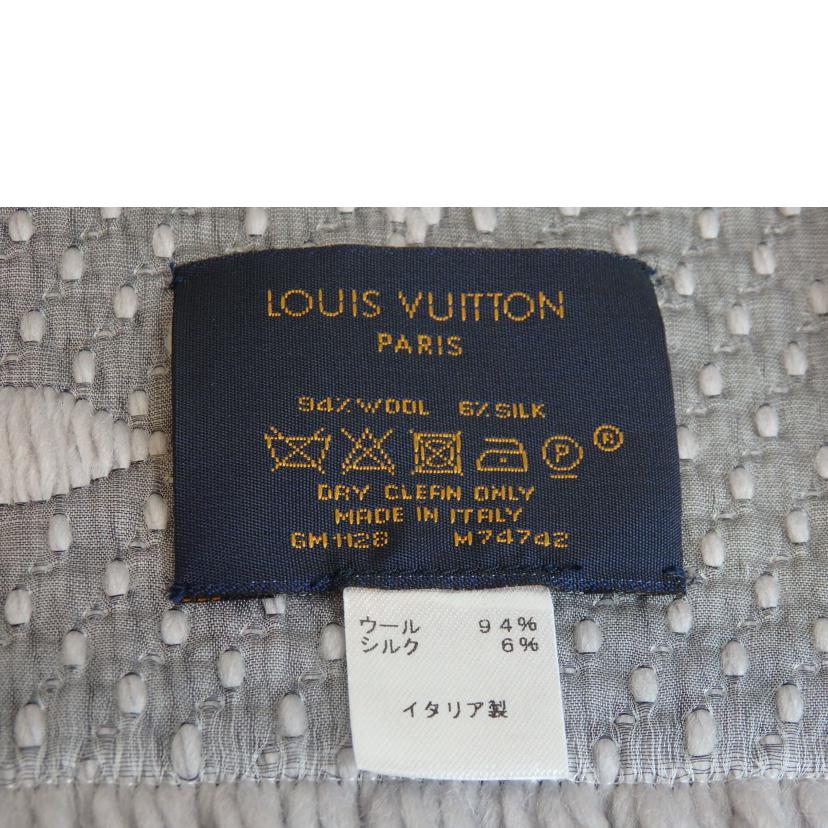 LOUIS VUITTON
PARIS
94% WOOL 6% SILK
P ®
DRY CLEAN ONLY
MADE IN ITALY
GM1128 M74742
ウール 94%
シルク 6%
イタリア製